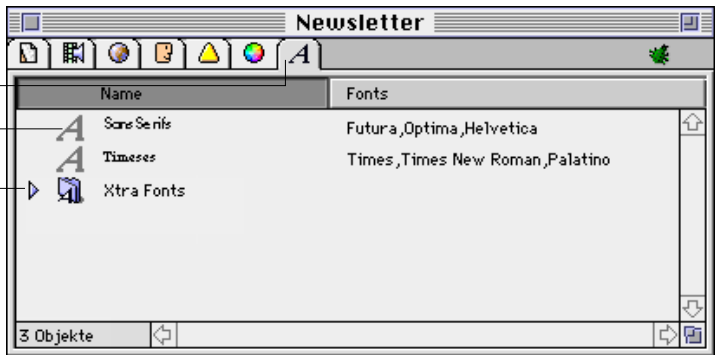 Newsletter
A
Name Fonts
Sans Serifs Futura,Optima,Helvetica
Timeses Times,Times New Roman,Palatino
Xtra Fonts
3 Objekte